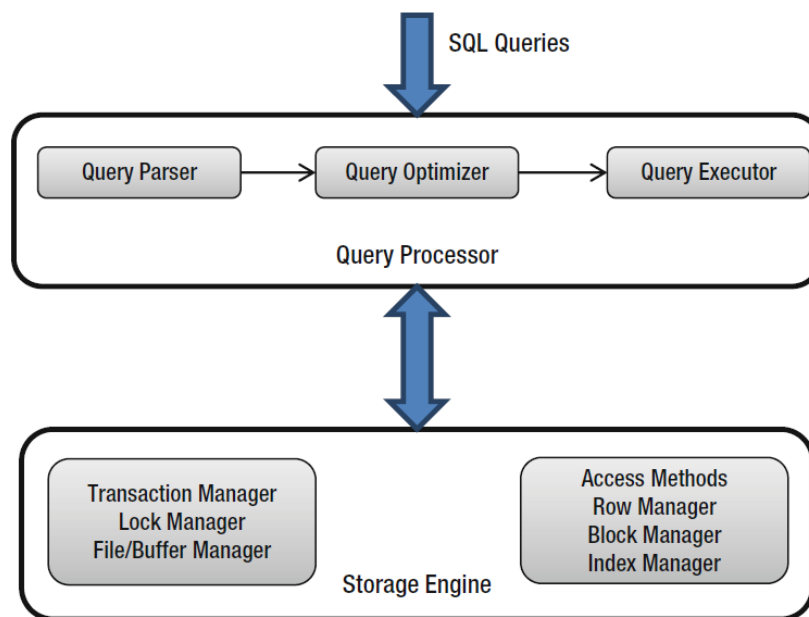 SQL Queries
Query Parser
Query Optimizer
Query Executor
Query Processor
Transaction Manager
Lock Manager
File/Buffer Manager
Access Methods
Row Manager
Block Manager
Index Manager
Storage Engine